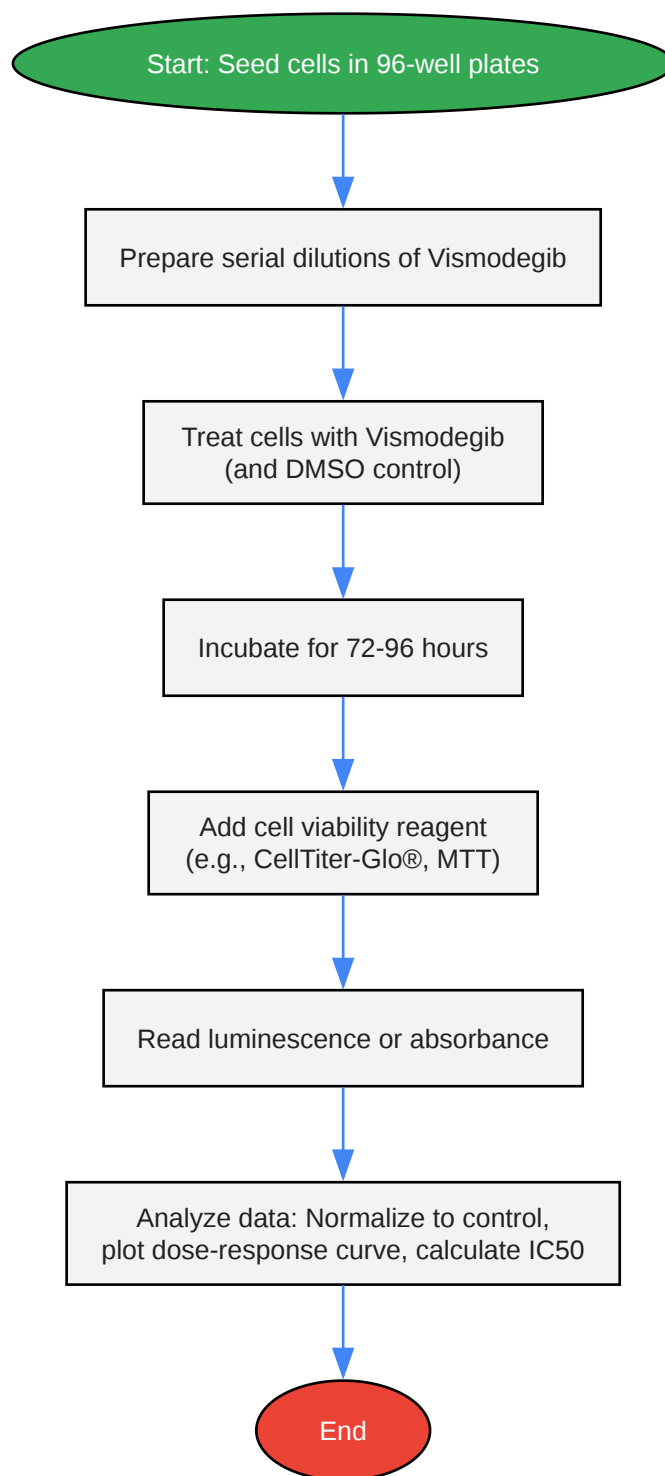 Start: Seed cells in 96-well plates
Prepare serial dilutions of Vismodegib
Treat cells with Vismodegib
(and DMSO control)
Incubate for 72-96 hours
Add cell viability reagent
(e.g., CellTiter-Glo®, MTT)
Read luminescence or absorbance
Analyze data: Normalize to control,
plot dose-response curve, calculate IC50
End